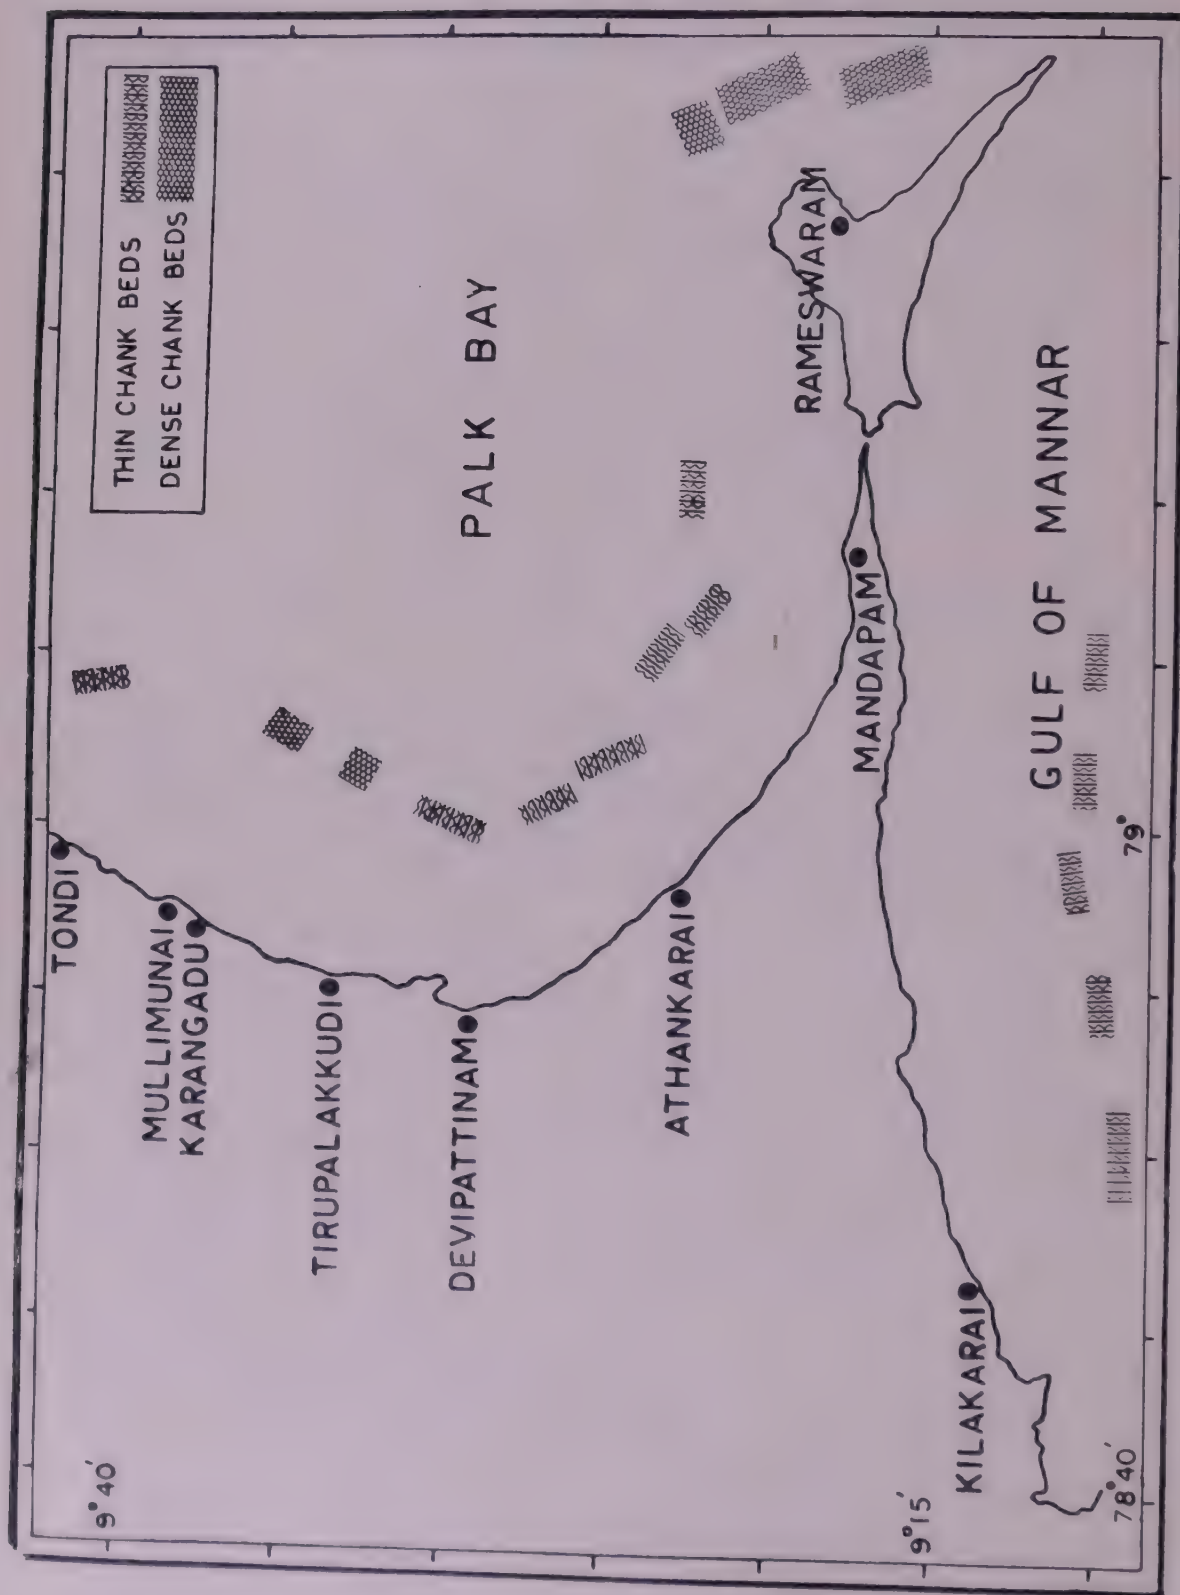 THIN CHANK BEDS
DENSE CHANK BEDS
9°40′
TONDI
MULLIMUNAI
KARANGADU
TIRUPALAKKUDI
DEVIPATTINAM
PALK BAY
ATHANKARAI
RAMESWARAM
MANDAPAM
9°15′
KILAKARAI
GULF OF MANNAR
78°40′
79°